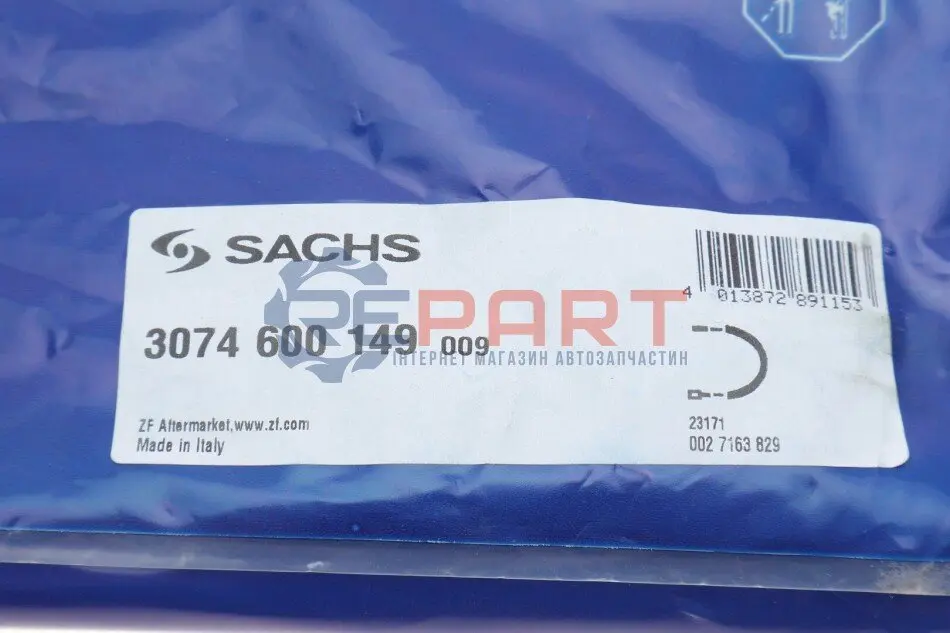 SACHS
4 013872 891153
3074 600 149 009
REPART
ІНТЕРНЕТ МАГАЗИН АВТОЗАПЧАСТИН
ZF Aftermarket,www.zf.com
Made in Italy
23171
002 7163 829